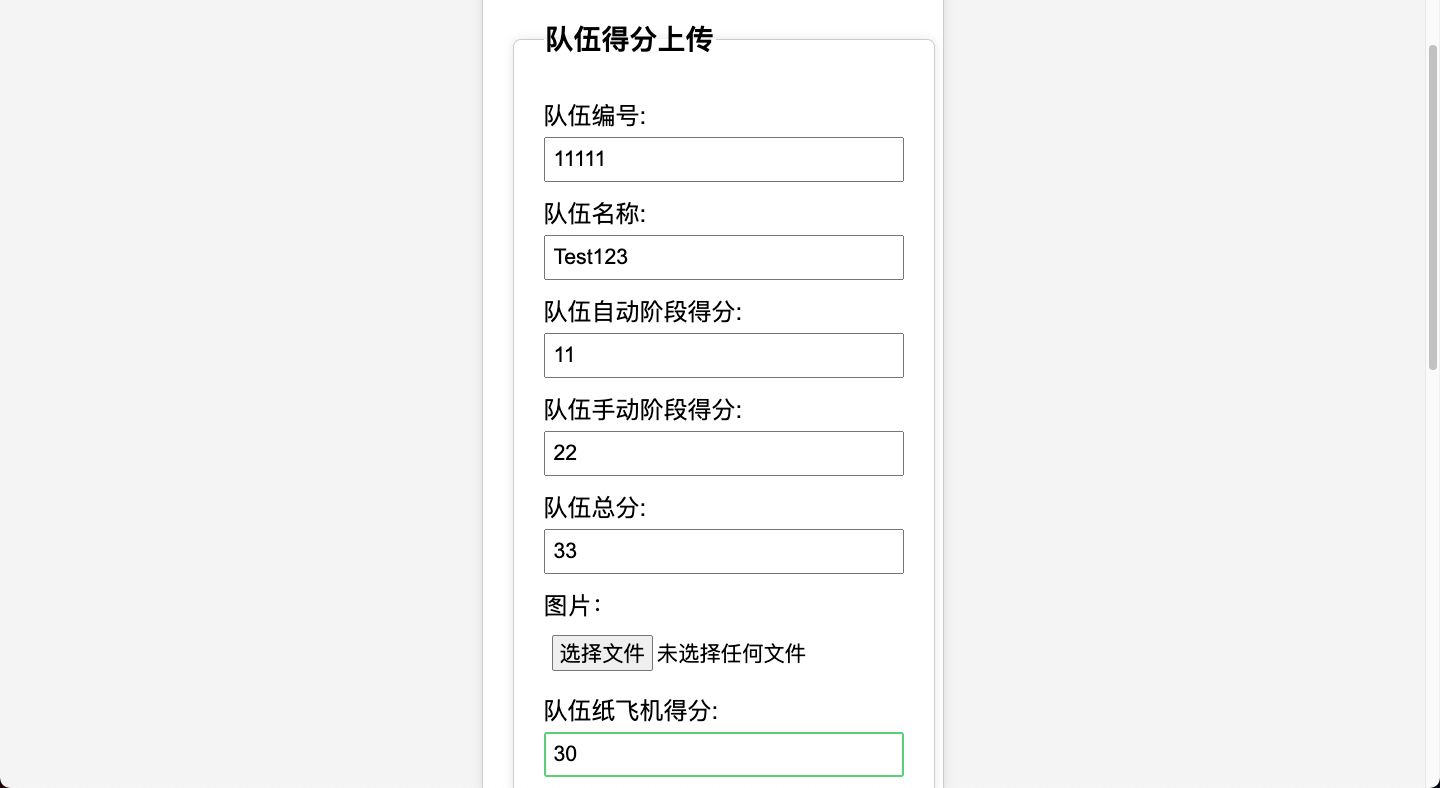 队伍得分上传
队伍编号:
11111
队伍名称:
Test123
队伍自动阶段得分:
11
队伍手动阶段得分:
22
队伍总分:
33
图片：
选择文件 未选择任何文件
队伍纸飞机得分:
30